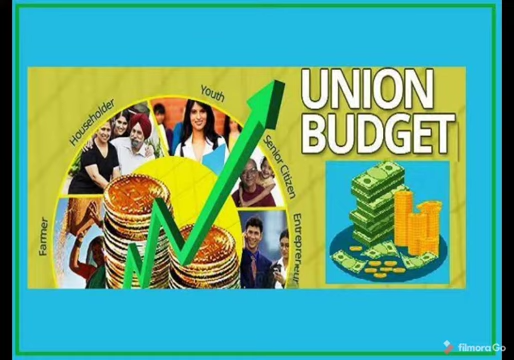 UNION
BUDGET
Farmer
Householder
Youth
Senior Citizen
Entrepreneur
filmoraGo